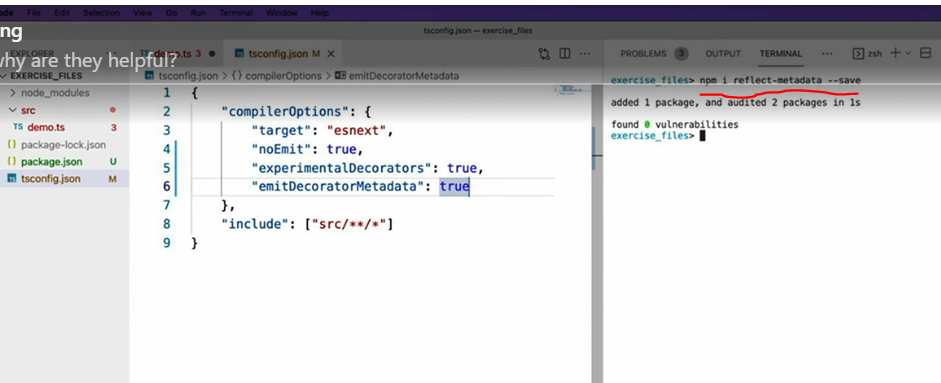 ode File Edit Selection View Go Run Terminal Window Help
tsconfig.json — exercise_files
ng
why are they helpful?
EXPLORER
EXERCISE_FILES
node_modules
src
TS demo.ts 3
{} package-lock.json
{} package.json U
tsconfig.json M
demo.ts 3
tsconfig.json M
tsconfig.json > {} compilerOptions > emitDecoratorMetadata
1 {
2 "compilerOptions": {
3 "target": "esnext",
4 "noEmit": true,
5 "experimentalDecorators": true,
6 "emitDecoratorMetadata": true
7 },
8 "include": ["src/**/*"]
9 }
PROBLEMS 3 OUTPUT TERMINAL ... zsh
exercise_files> npm i reflect-metadata --save
added 1 package, and audited 2 packages in 1s
found 0 vulnerabilities
exercise_files>